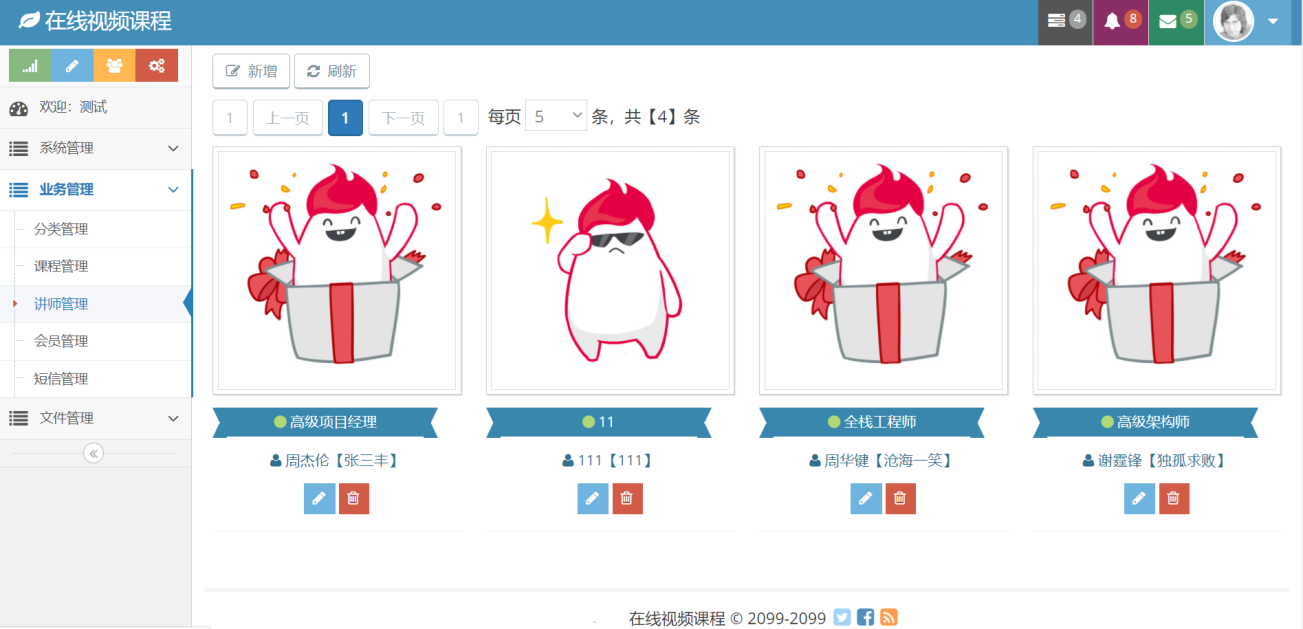 在线视频课程
4
8
5
欢迎：测试
系统管理
业务管理
分类管理
课程管理
讲师管理
会员管理
短信管理
文件管理
新增
刷新
1 上一页 1 下一页 1 每页 5 条，共【4】条
高级项目经理
周杰伦【张三丰】
11
111【111】
全栈工程师
周华键【沧海一笑】
高级架构师
谢霆锋【独孤求败】
在线视频课程 © 2099-2099